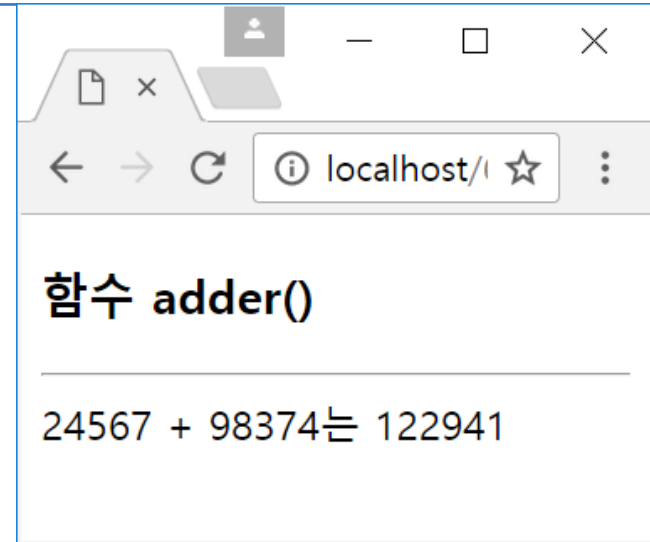 localhost/
함수 adder()
24567 + 98374는 122941